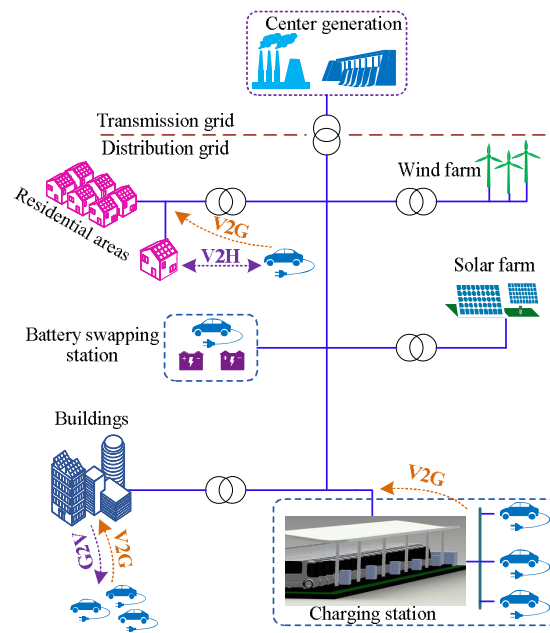 Center generation
Transmission grid
Distribution grid
Wind farm
Residential areas
V2G
V2H
Solar farm
Battery swapping
station
Buildings
V2G
G2V
V2G
Charging station